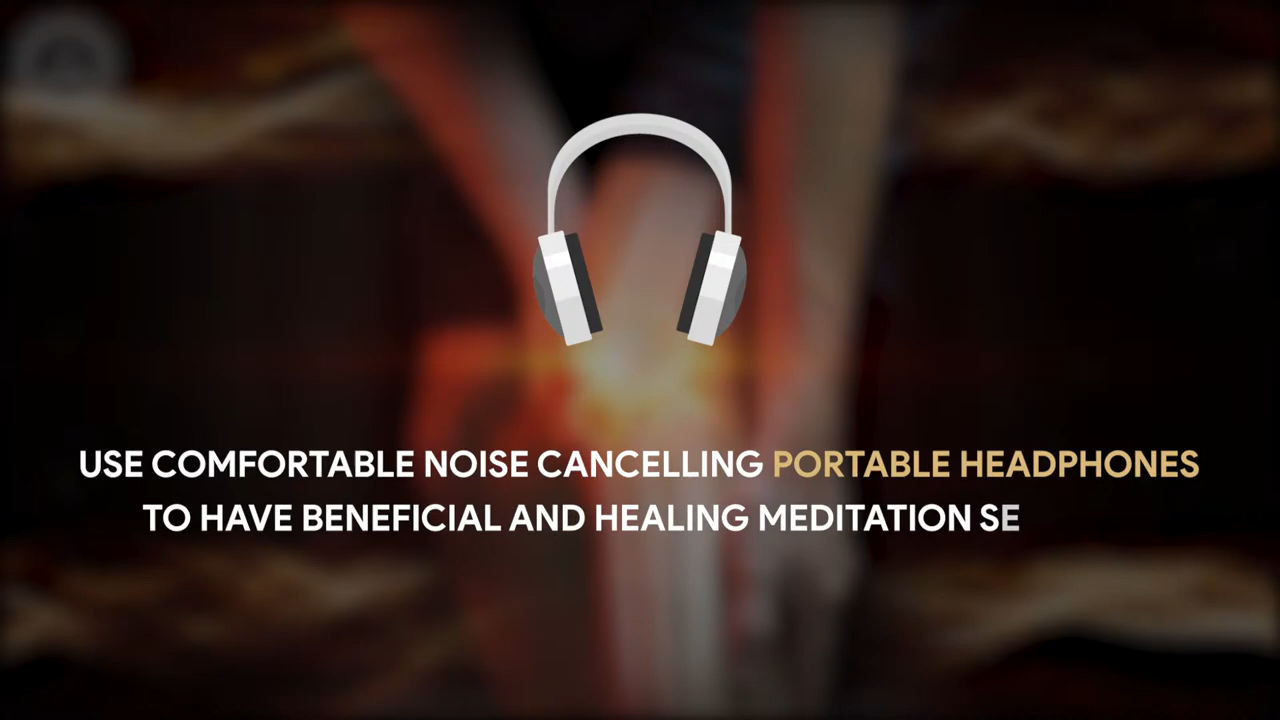 USE COMFORTABLE NOISE CANCELLING PORTABLE HEADPHONES
TO HAVE BENEFICIAL AND HEALING MEDITATION SE